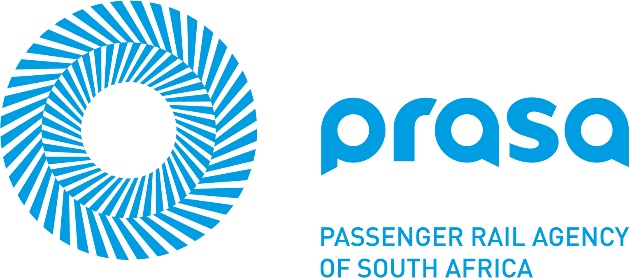 prasa
PASSENGER RAIL AGENCY
OF SOUTH AFRICA